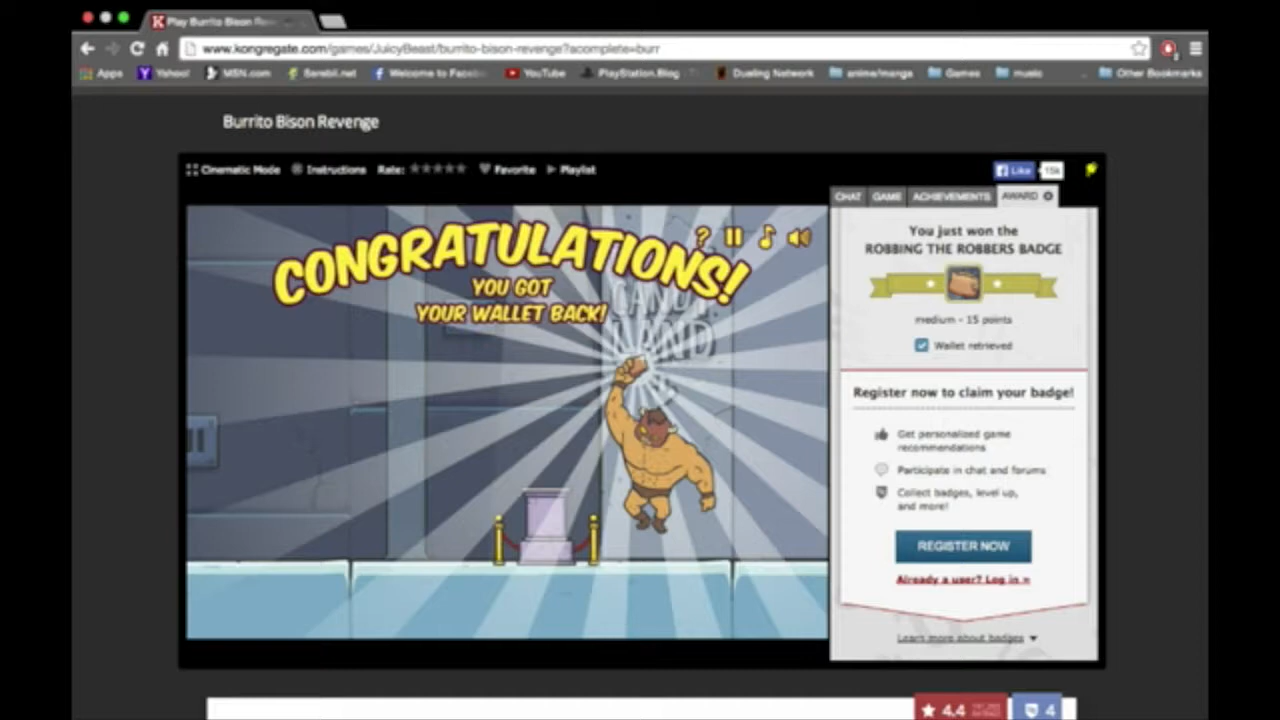 Play Burrito Bison Reve
www.kongregate.com/games/JuicyBeast/burrito-bison-revenge?acomplete=burr
Apps Yahoo! MSN.com Serebii.net Welcome to Faceb YouTube PlayStation.Blog Dueling Network anime/manga Games music Other Bookmarks
Burrito Bison Revenge
Cinematic Mode Instructions Rate: Favorite Playlist Like 15k
CHAT GAME ACHIEVEMENTS AWARD
CONGRATULATIONS!
YOU GOT
YOUR WALLET BACK!
CANDY
LAND
You just won the
ROBBING THE ROBBERS BADGE
medium - 15 points
Wallet retrieved
Register now to claim your badge!
Get personalized game
recommendations
Participate in chat and forums
Collect badges, level up,
and more!
REGISTER NOW
Already a user? Log in »
Learn more about badges
4.4 4